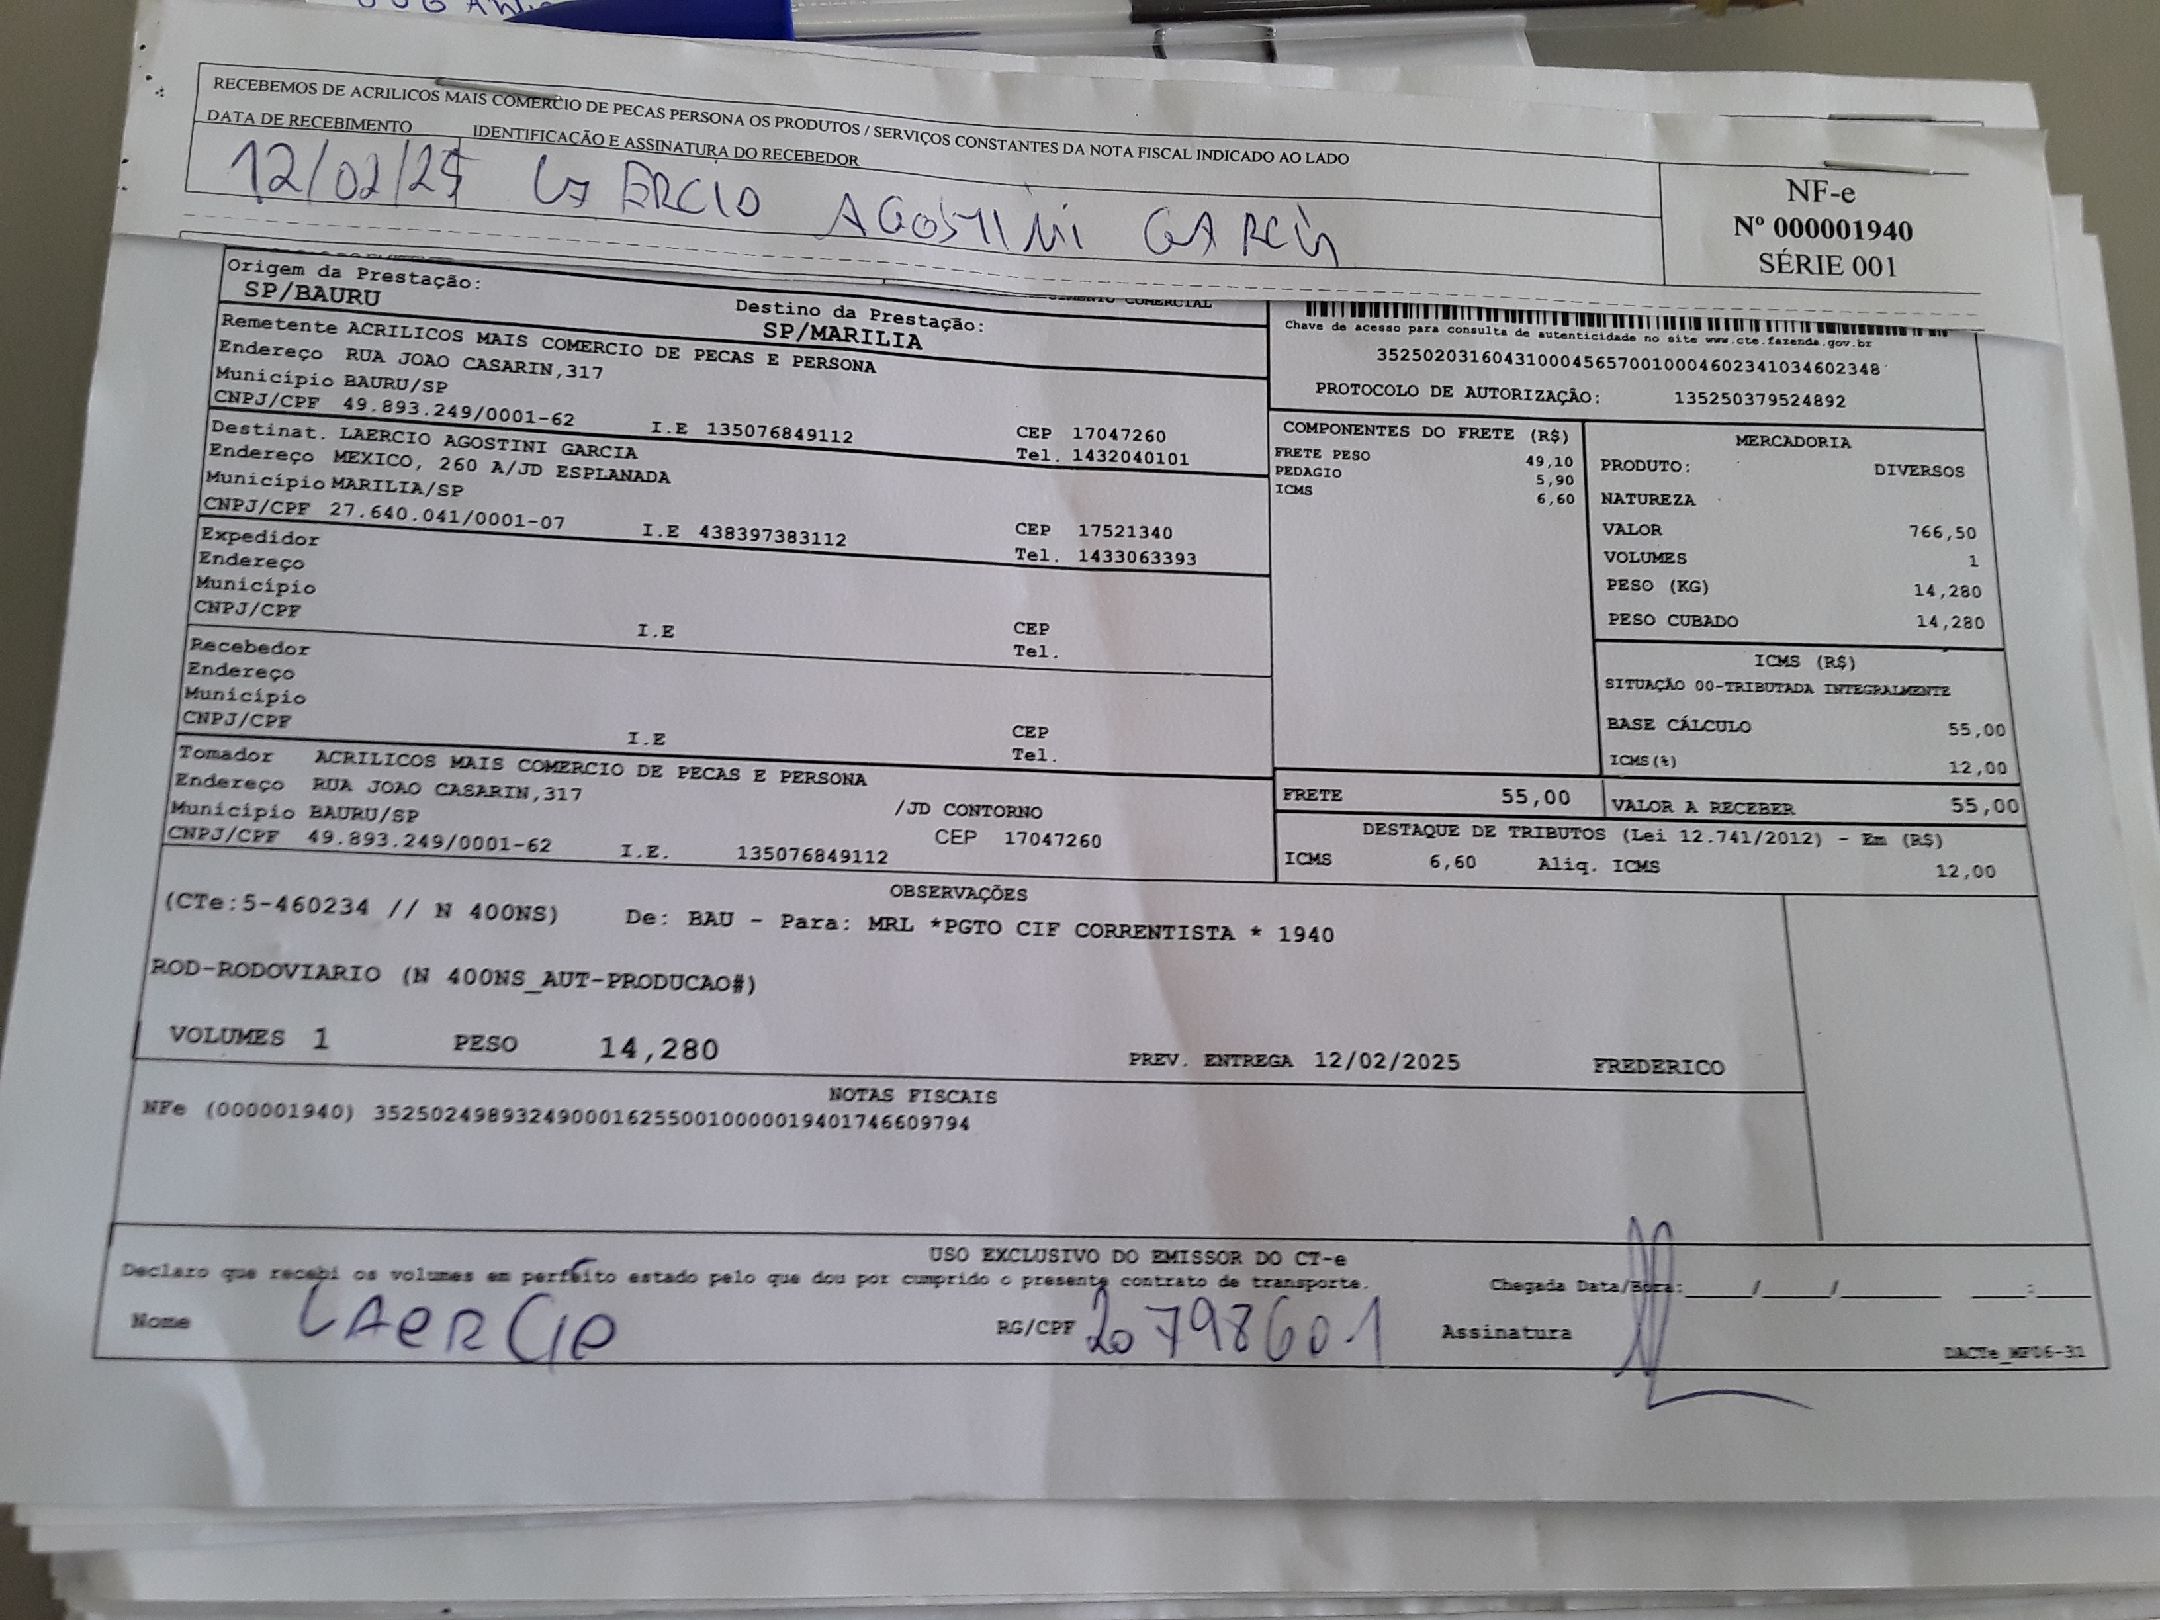 RECEBEMOS DE ACRILICOS MAIS COMERCIO DE PECAS PERSONA OS PRODUTOS / SERVIÇOS CONSTANTES DA NOTA FISCAL INDICADO AO LADO
DATA DE RECEBIMENTO IDENTIFICAÇÃO E ASSINATURA DO RECEBEDOR
12/02/25 LAERCIO AGOSTINI GARCIA
NF-e
Nº 000001940
SÉRIE 001
Origem da Prestação:
SP/BAURU
COMERCIAL
Destino da Prestação:
SP/MARILIA
Remetente ACRILICOS MAIS COMERCIO DE PECAS E PERSONA
Endereço RUA JOAO CASARIN,317
Município BAURU/SP
CNPJ/CPF 49.893.249/0001-62 I.E 135076849112 CEP 17047260
Tel. 1432040101
Destinat. LAERCIO AGOSTINI GARCIA
Endereço MEXICO, 260 A/JD ESPLANADA
Município MARILIA/SP
CNPJ/CPF 27.640.041/0001-07 I.E 438397383112 CEP 17521340
Tel. 1433063393
Expedidor
Endereço
Município
CNPJ/CPF I.E CEP
Tel.
Recebedor
Endereço
Município
CNPJ/CPF I.E CEP
Tel.
Tomador ACRILICOS MAIS COMERCIO DE PECAS E PERSONA
Endereço RUA JOAO CASARIN,317 /JD CONTORNO
Município BAURU/SP CEP 17047260
CNPJ/CPF 49.893.249/0001-62 I.E. 135076849112
Chave de acesso para consulta de autenticidade no site www.cte.fazenda.gov.br
35250203160431000456570010004602341034602348
PROTOCOLO DE AUTORIZAÇÃO: 135250379524892
COMPONENTES DO FRETE (R$)
FRETE PESO 49,10
PEDAGIO 5,90
ICMS 6,60
MERCADORIA
PRODUTO: DIVERSOS
NATUREZA
VALOR 766,50
VOLUMES 1
PESO (KG) 14,280
PESO CUBADO 14,280
ICMS (R$)
SITUAÇÃO 00-TRIBUTADA INTEGRALMENTE
BASE CÁLCULO 55,00
ICMS(%) 12,00
FRETE 55,00 VALOR A RECEBER 55,00
DESTAQUE DE TRIBUTOS (Lei 12.741/2012) - Em (R$)
ICMS 6,60 Aliq. ICMS 12,00
OBSERVAÇÕES
(CTe:5-460234 // N 400NS) De: BAU - Para: MRL *PGTO CIF CORRENTISTA * 1940
ROD-RODOVIARIO (N 400NS_AUT-PRODUCAO#)
VOLUMES 1 PESO 14,280 PREV. ENTREGA 12/02/2025 FREDERICO
NOTAS FISCAIS
NFe (000001940) 35250249893249000162550010000019401746609794
USO EXCLUSIVO DO EMISSOR DO CT-e
Declaro que recebi os volumes em perfeito estado pelo que dou por cumprido o presente contrato de transporte. Chegada Data/Hora:____/____/______ ___:___
Nome LAERCIO RG/CPF 20798601 Assinatura
DACTe_MF06-31